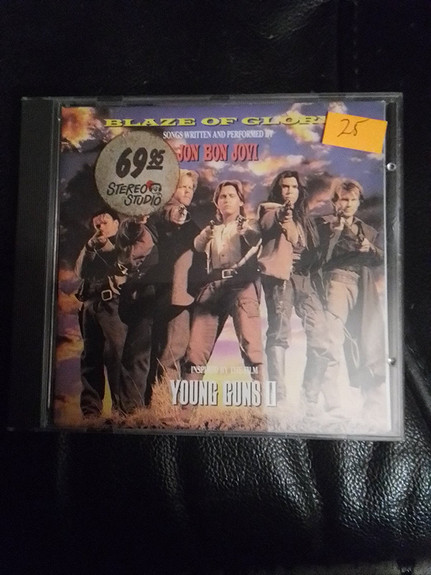 BLAZE OF GLOR
25
SONGS WRITTEN AND PERFORMED BY
JON BON JOVI
69 95
STEREO
STUDIO
INSPIRED BY THE FILM
YOUNG GUNS II